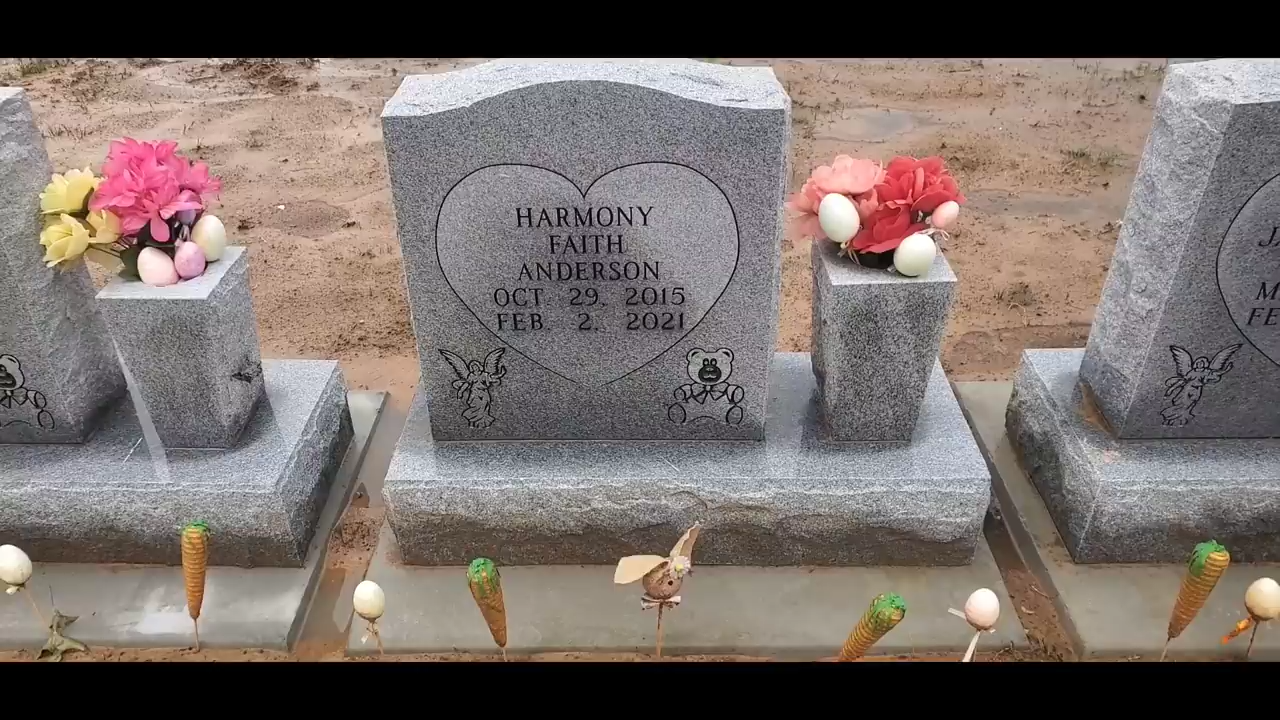 HARMONY
FAITH
ANDERSON
OCT. 29, 2015
FEB. 2, 2021